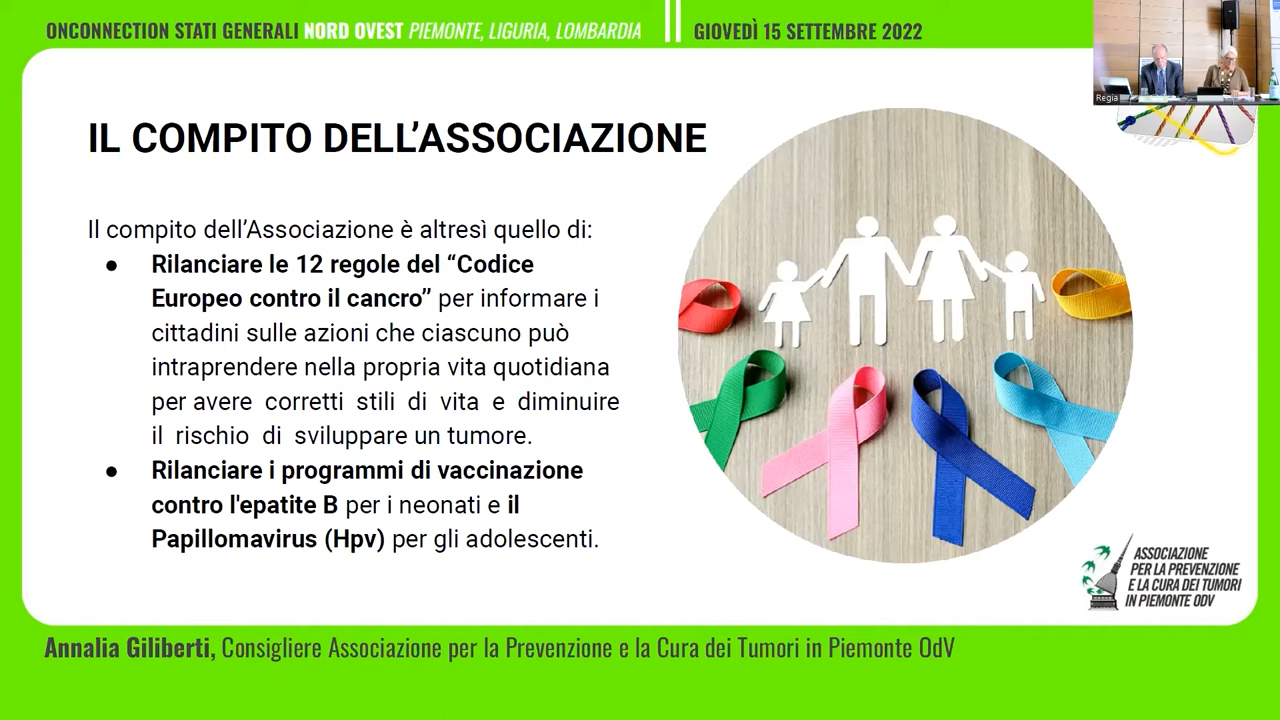 ONCONNECTION STATI GENERALI NORD OVEST PIEMONTE, LIGURIA, LOMBARDIA
GIOVEDÌ 15 SETTEMBRE 2022
Regia
IL COMPITO DELL’ASSOCIAZIONE
Il compito dell’Associazione è altresì quello di:
● Rilanciare le 12 regole del “Codice
Europeo contro il cancro” per informare i
cittadini sulle azioni che ciascuno può
intraprendere nella propria vita quotidiana
per avere corretti stili di vita e diminuire
il rischio di sviluppare un tumore.
● Rilanciare i programmi di vaccinazione
contro l'epatite B per i neonati e il
Papillomavirus (Hpv) per gli adolescenti.
ASSOCIAZIONE
PER LA PREVENZIONE
E LA CURA DEI TUMORI
IN PIEMONTE ODV
Annalia Giliberti, Consigliere Associazione per la Prevenzione e la Cura dei Tumori in Piemonte OdV